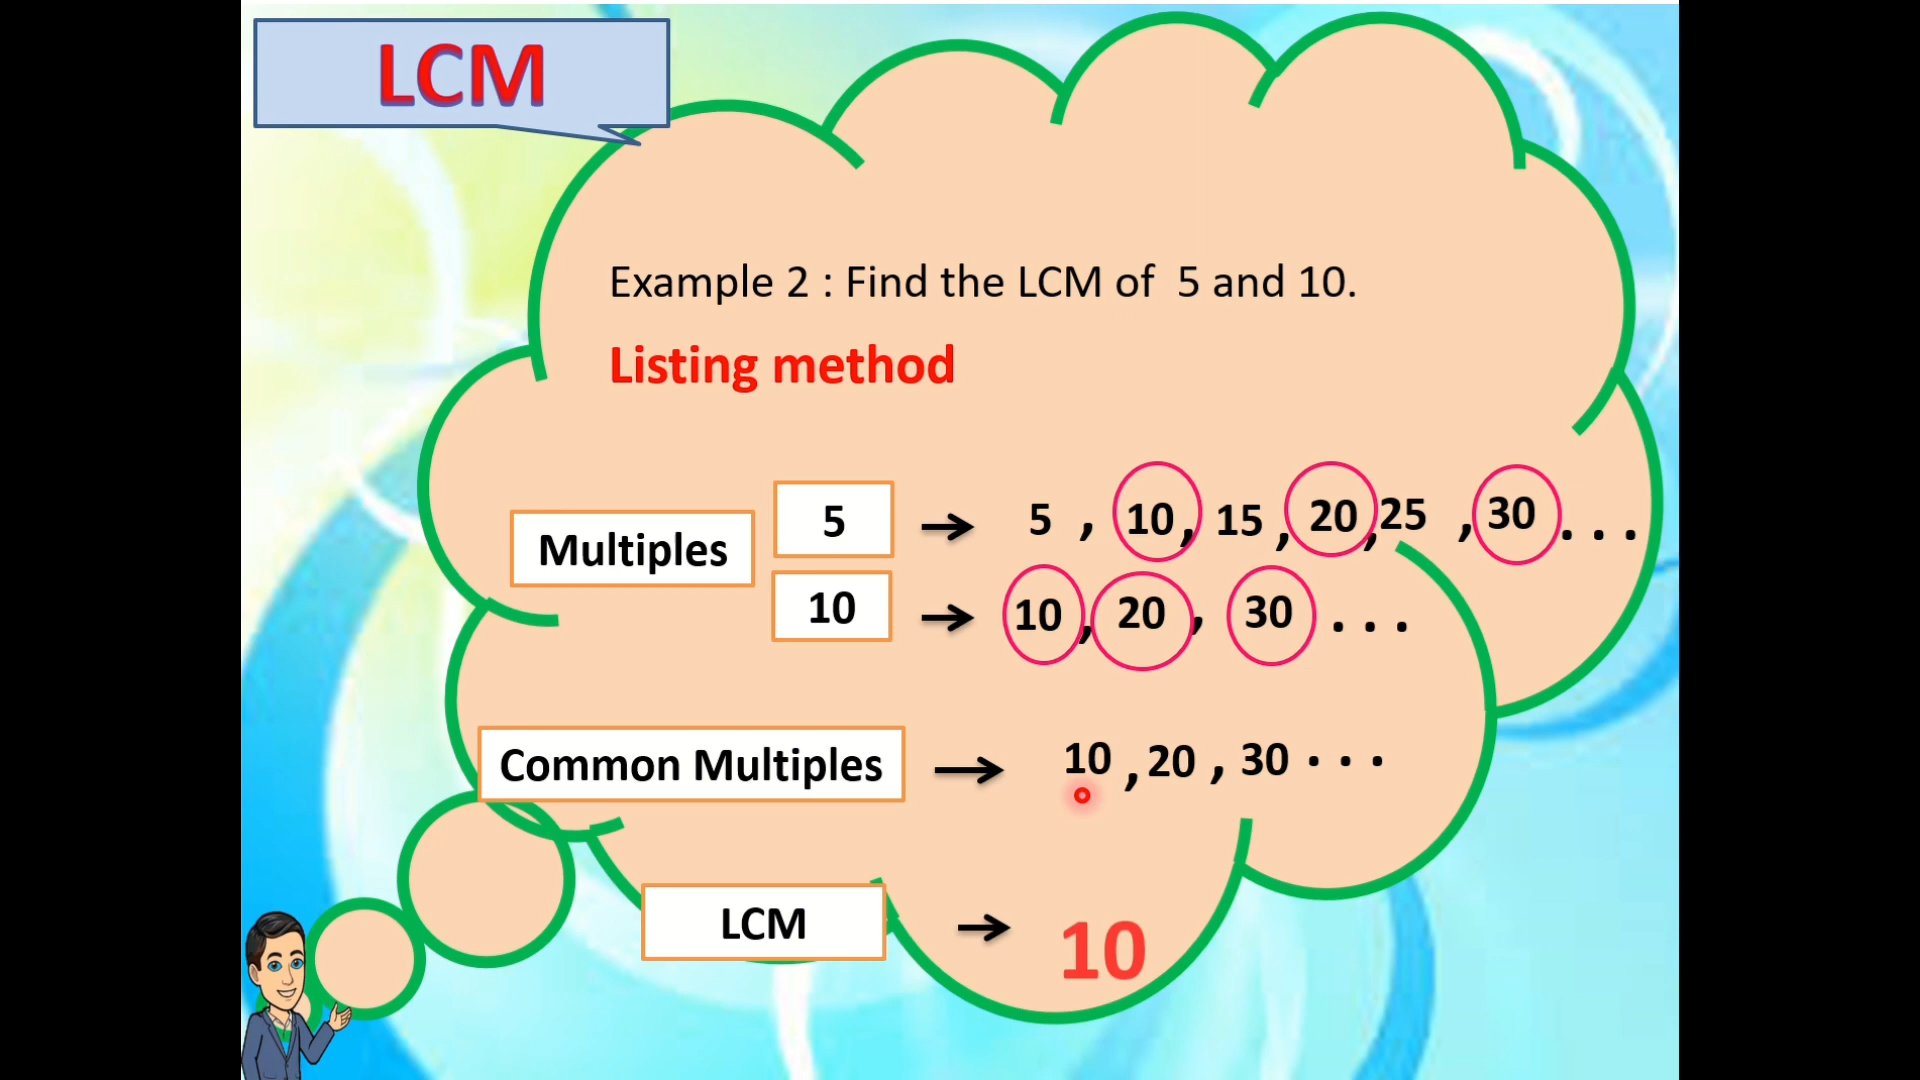 LCM
Example 2 : Find the LCM of 5 and 10.
Listing method
Multiples
5 → 5 , 10, 15, 20,25 ,30 . . .
10 → 10, 20 , 30 . . .
Common Multiples → 10 , 20 , 30 . . .
LCM → 10